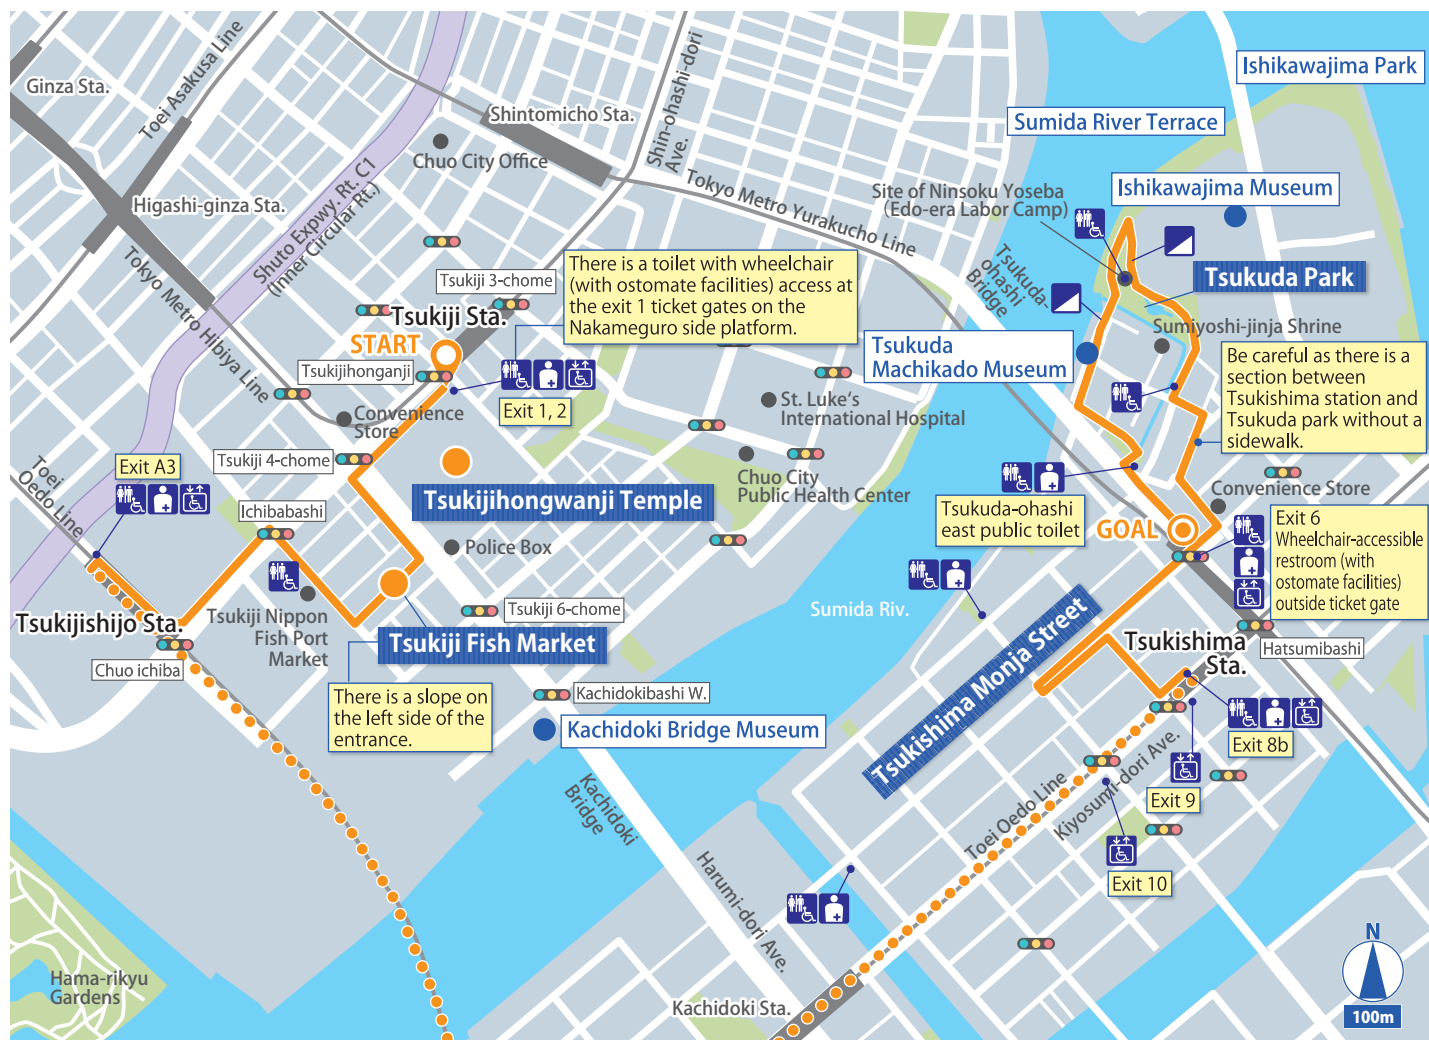 Ginza Sta.
Toei Asakusa Line
Higashi-ginza Sta.
Tokyo Metro Hibiya Line
Shuto Expwy. Rt. C1
(Inner Circular Rt.)
Chuo City Office
Shintomicho Sta.
Shin-ohashi-dori
Ave.
Tokyo Metro Yurakucho Line
Ishikawajima Park
Sumida River Terrace
Ishikawajima Museum
Site of Ninsoku Yoseba
(Edo-era Labor Camp)
Tsukuda-
ohashi
Bridge
Tsukuda Park
Sumiyoshi-jinja Shrine
Tsukuda
Machikado Museum
Be careful as there is a
section between
Tsukishima station and
Tsukuda park without a
sidewalk.
There is a toilet with wheelchair
(with ostomate facilities) access at
the exit 1 ticket gates on the
Nakameguro side platform.
Tsukiji 3-chome
Tsukiji Sta.
START
Tsukijihonganji
Exit 1, 2
Convenience
Store
Tsukiji 4-chome
St. Luke's
International Hospital
Chuo City
Public Health Center
Tsukijihongwanji Temple
Police Box
Toei
Oedo Line
Exit A3
Ichibabashi
Tsukiji Nippon
Fish Port
Market
Tsukijishijo Sta.
Chuo ichiba
Tsukiji Fish Market
Tsukiji 6-chome
There is a slope on
the left side of the
entrance.
Kachidokibashi W.
Kachidoki Bridge Museum
Kachidoki
Bridge
Harumi-dori Ave.
Kachidoki Sta.
Hama-rikyu
Gardens
Sumida Riv.
Tsukuda-ohashi
east public toilet
GOAL
Convenience Store
Exit 6
Wheelchair-accessible
restroom (with
ostomate facilities)
outside ticket gate
Tsukishima Monja Street
Tsukishima
Sta.
Hatsumibashi
Exit 8b
Exit 9
Exit 10
Toei Oedo Line
Kiyosumi-dori Ave.
N
100m